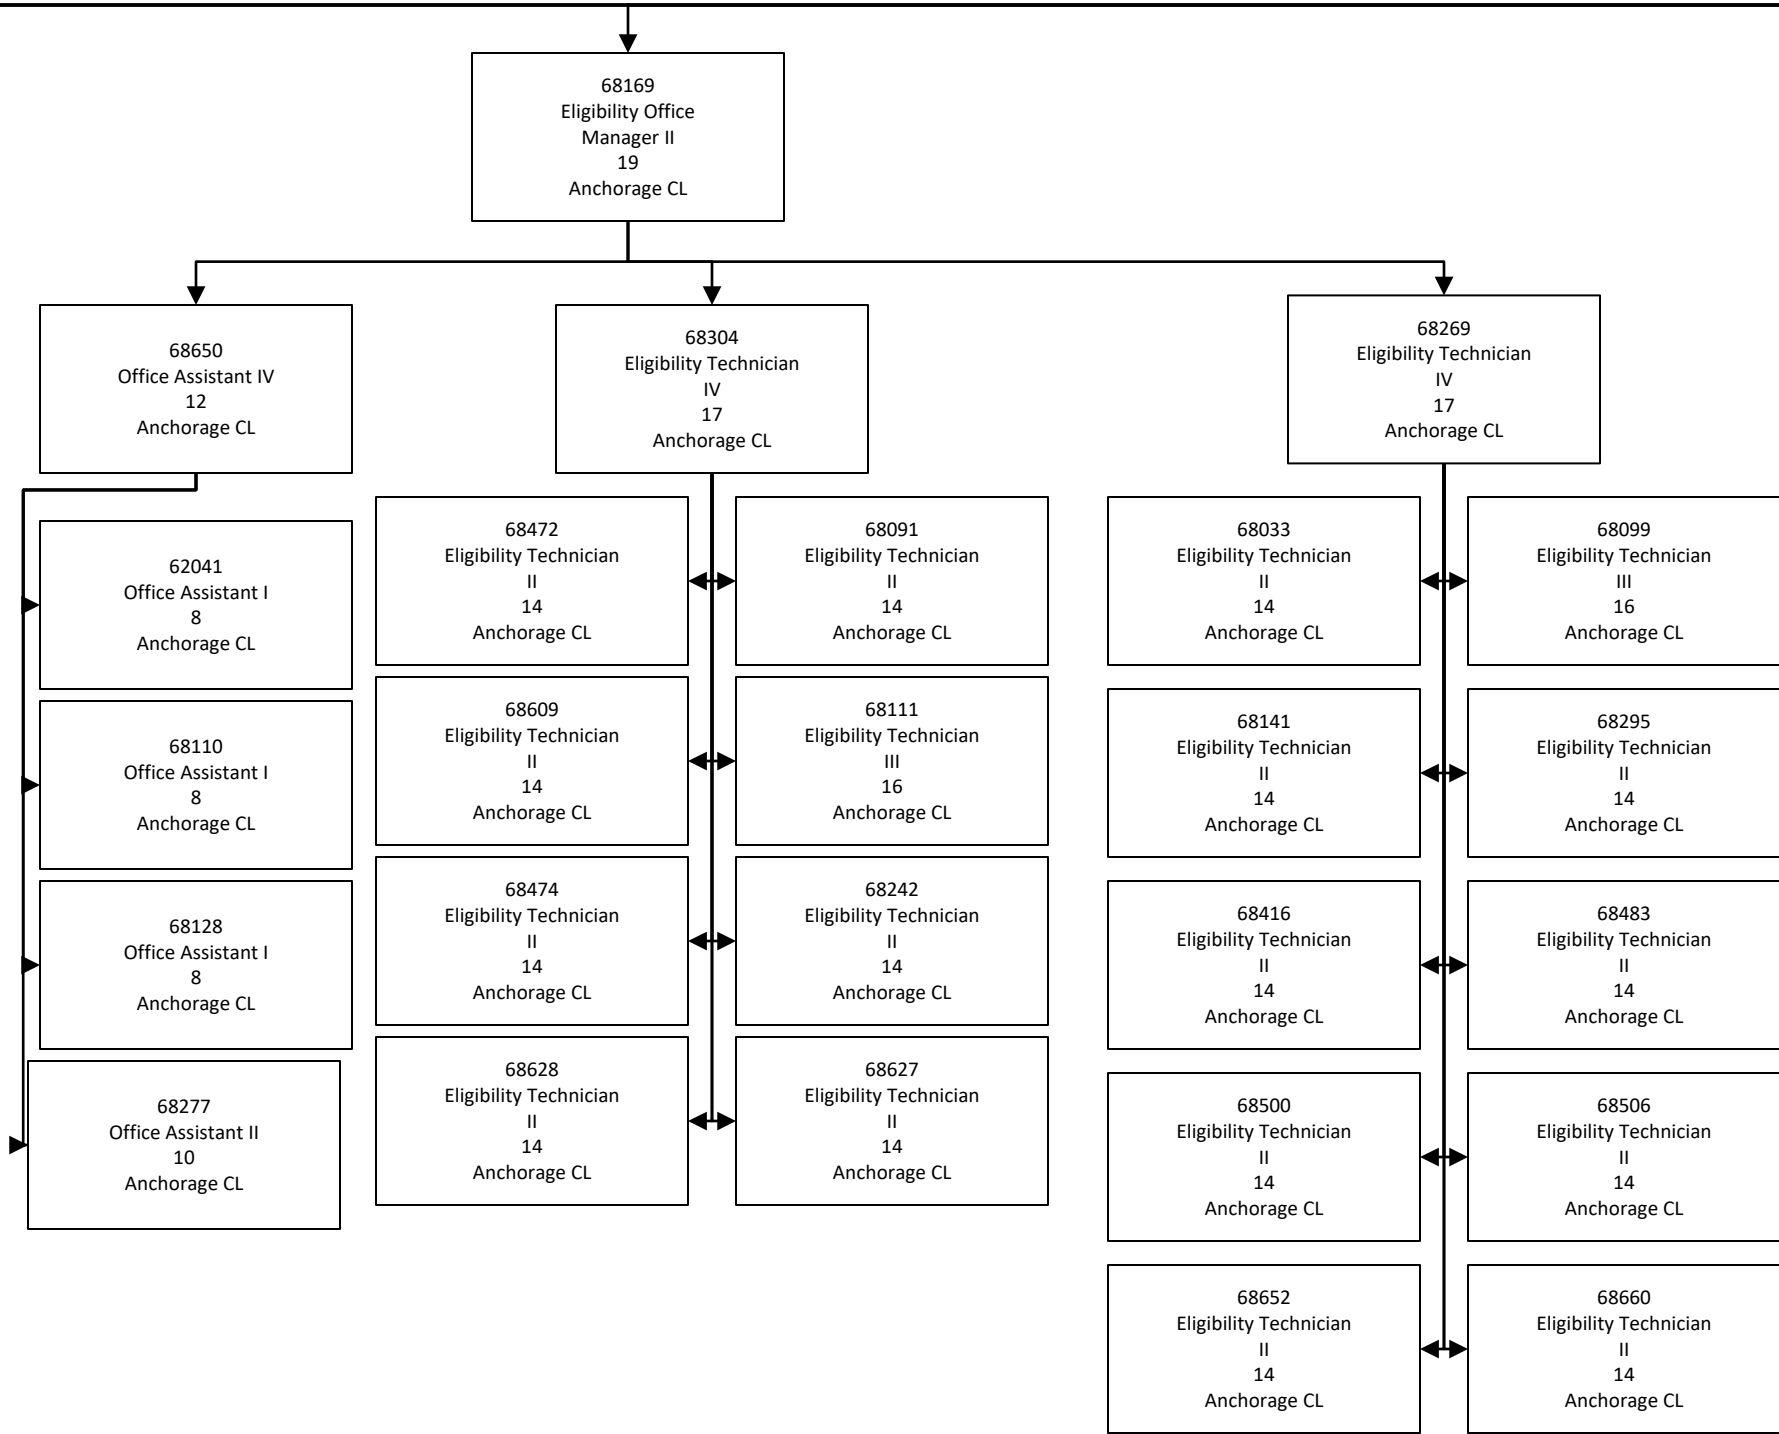 68169
Eligibility Office
Manager II
19
Anchorage CL
68650
Office Assistant IV
12
Anchorage CL
68304
Eligibility Technician
IV
17
Anchorage CL
68269
Eligibility Technician
IV
17
Anchorage CL
62041
Office Assistant I
8
Anchorage CL
68110
Office Assistant I
8
Anchorage CL
68128
Office Assistant I
8
Anchorage CL
68277
Office Assistant II
10
Anchorage CL
68472
Eligibility Technician
II
14
Anchorage CL
68091
Eligibility Technician
II
14
Anchorage CL
68609
Eligibility Technician
II
14
Anchorage CL
68111
Eligibility Technician
III
16
Anchorage CL
68474
Eligibility Technician
II
14
Anchorage CL
68242
Eligibility Technician
II
14
Anchorage CL
68628
Eligibility Technician
II
14
Anchorage CL
68627
Eligibility Technician
II
14
Anchorage CL
68033
Eligibility Technician
II
14
Anchorage CL
68099
Eligibility Technician
III
16
Anchorage CL
68141
Eligibility Technician
II
14
Anchorage CL
68295
Eligibility Technician
II
14
Anchorage CL
68416
Eligibility Technician
II
14
Anchorage CL
68483
Eligibility Technician
II
14
Anchorage CL
68500
Eligibility Technician
II
14
Anchorage CL
68506
Eligibility Technician
II
14
Anchorage CL
68652
Eligibility Technician
II
14
Anchorage CL
68660
Eligibility Technician
II
14
Anchorage CL